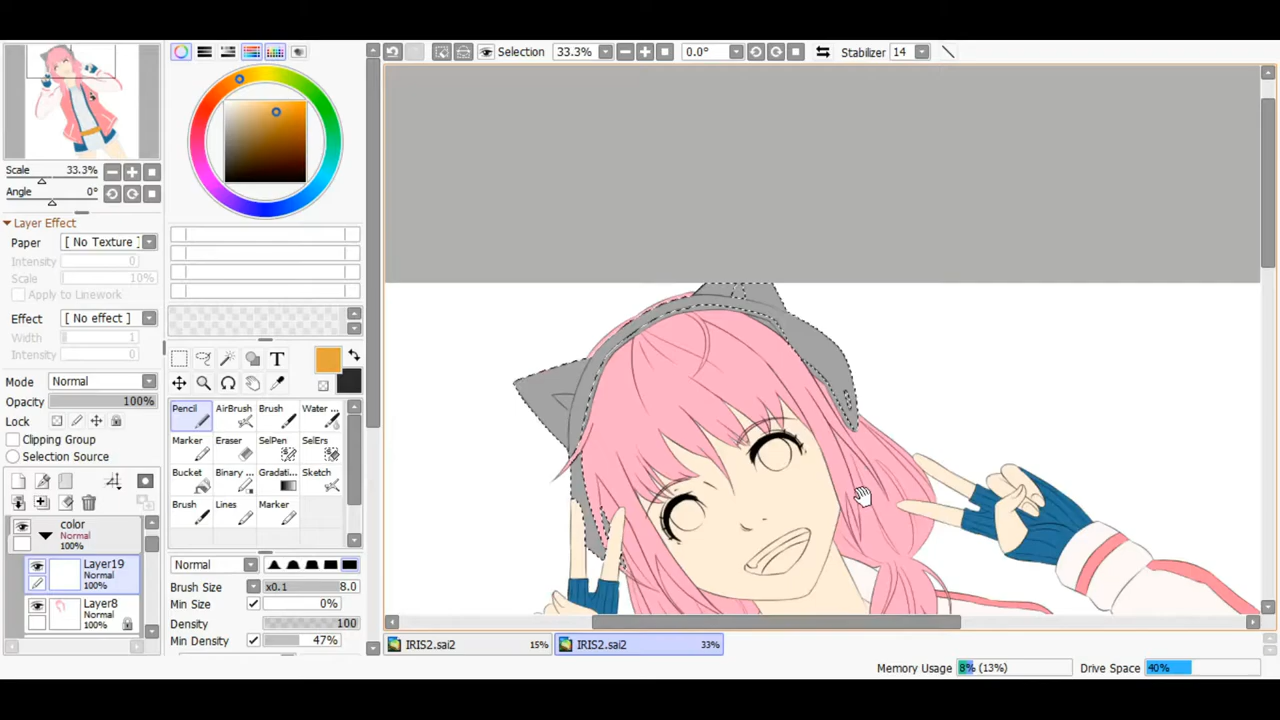 Selection 33.3% 0.0° Stabilizer 14
Scale 33.3%
Angle 0°
Layer Effect
Paper [ No Texture ]
Intensity 0
Scale 10%
Apply to Linework
Effect [ No effect ]
Width 1
Intensity 0
Mode Normal
Opacity 100%
Lock
Clipping Group
Selection Source
color
Normal
100%
Layer19
Normal
100%
Layer8
Normal
100%
T
Pencil AirBrush Brush Water ...
Marker Eraser SelPen SelErs
Bucket Binary ... Gradati... Sketch
Brush Lines Marker
Normal
Brush Size x0.1 8.0
Min Size 0%
Density 100
Min Density 47%
IRIS2.sai2 15% IRIS2.sai2 33%
Memory Usage 8% (13%) Drive Space 40%